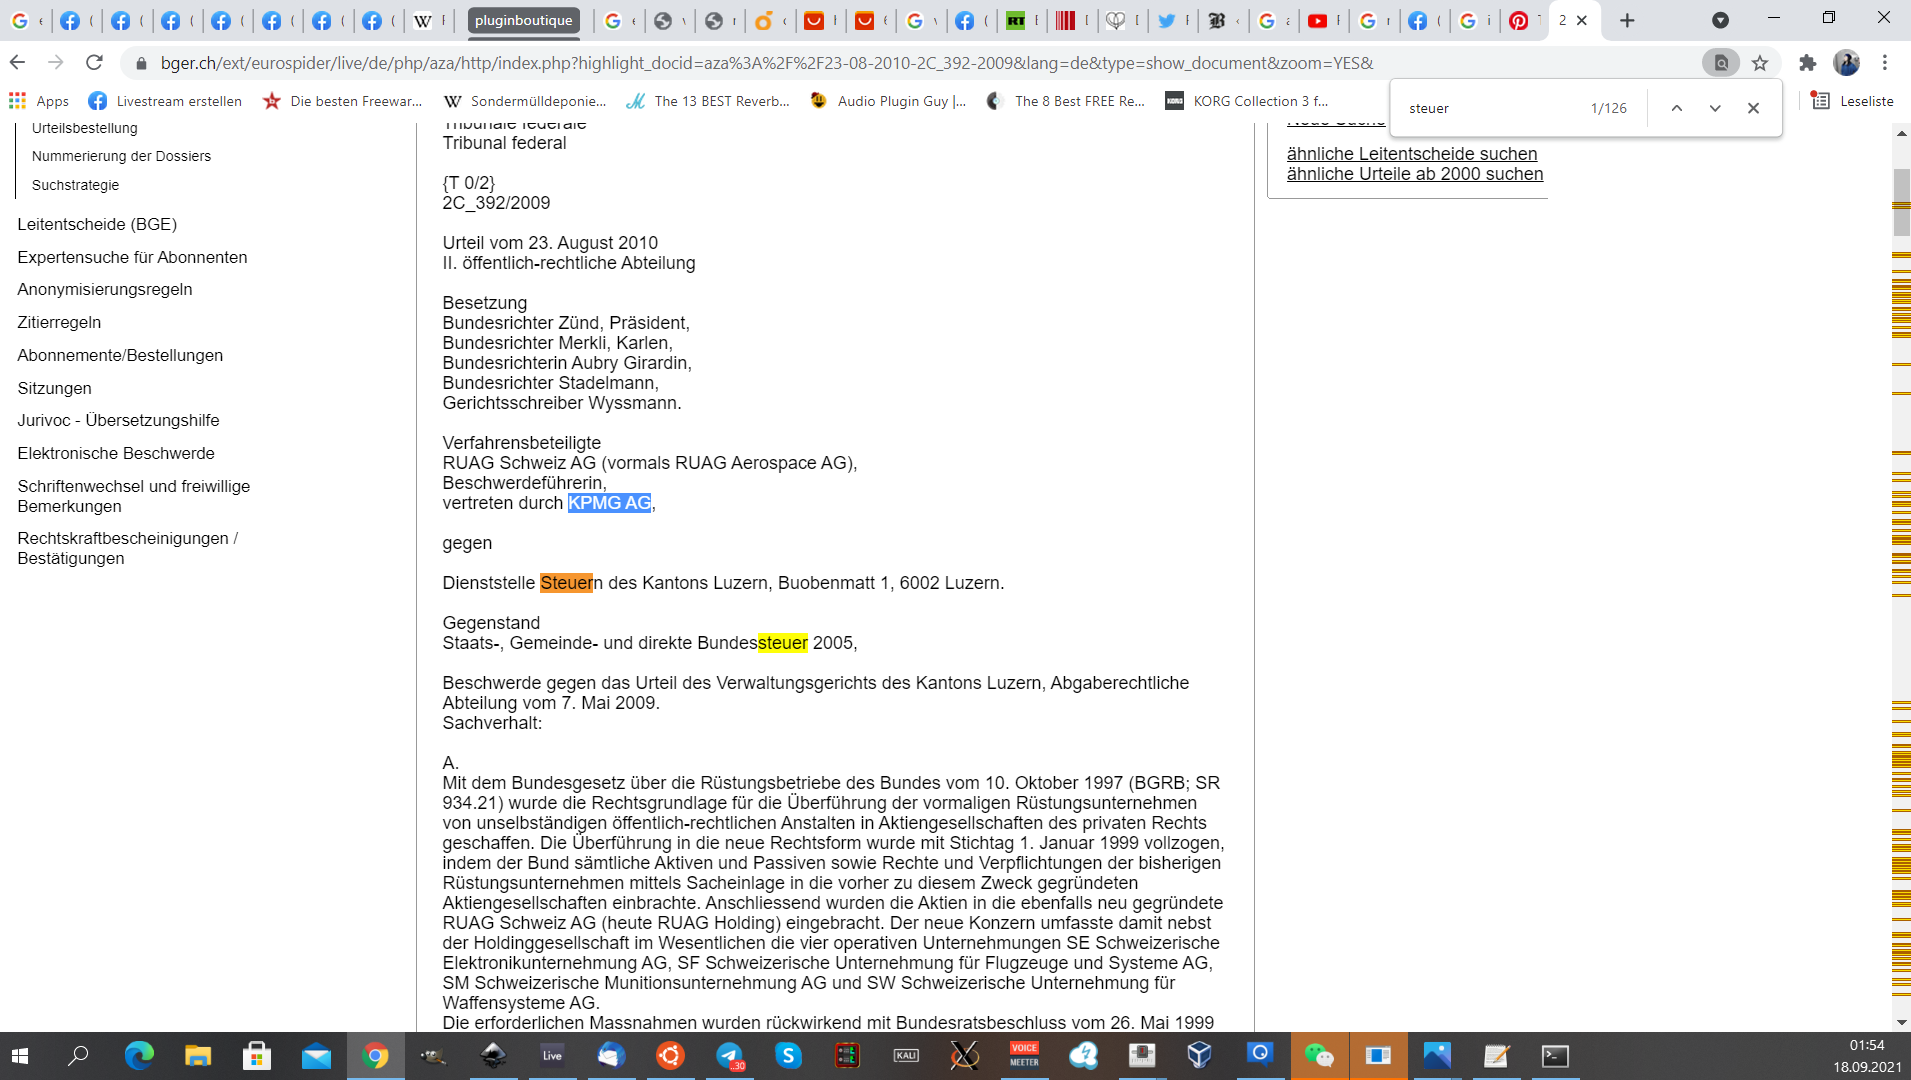 pluginboutique
bger.ch/ext/eurospider/live/de/php/aza/http/index.php?highlight_docid=aza%3A%2F%2F23-08-2010-2C_392-2009&lang=de&type=show_document&zoom=YES&
Apps
Livestream erstellen
Die besten Freewar...
Sondermülldeponie...
The 13 BEST Reverb...
Audio Plugin Guy |...
The 8 Best FREE Re...
KORG Collection 3 f...
Leseliste
steuer
1/126
Urteilsbestellung
Nummerierung der Dossiers
Suchstrategie
Leitentscheide (BGE)
Expertensuche für Abonnenten
Anonymisierungsregeln
Zitierregeln
Abonnemente/Bestellungen
Sitzungen
Jurivoc - Übersetzungshilfe
Elektronische Beschwerde
Schriftenwechsel und freiwillige
Bemerkungen
Rechtskraftbescheinigungen /
Bestätigungen
Tribunale federale
Tribunal federal
{T 0/2}
2C_392/2009
Urteil vom 23. August 2010
II. öffentlich-rechtliche Abteilung
Besetzung
Bundesrichter Zünd, Präsident,
Bundesrichter Merkli, Karlen,
Bundesrichterin Aubry Girardin,
Bundesrichter Stadelmann,
Gerichtsschreiber Wyssmann.
Verfahrensbeteiligte
RUAG Schweiz AG (vormals RUAG Aerospace AG),
Beschwerdeführerin,
vertreten durch KPMG AG,
gegen
Dienststelle Steuern des Kantons Luzern, Buobenmatt 1, 6002 Luzern.
Gegenstand
Staats-, Gemeinde- und direkte Bundessteuer 2005,
Beschwerde gegen das Urteil des Verwaltungsgerichts des Kantons Luzern, Abgaberechtliche
Abteilung vom 7. Mai 2009.
Sachverhalt:
A.
Mit dem Bundesgesetz über die Rüstungsbetriebe des Bundes vom 10. Oktober 1997 (BGRB; SR
934.21) wurde die Rechtsgrundlage für die Überführung der vormaligen Rüstungsunternehmen
von unselbständigen öffentlich-rechtlichen Anstalten in Aktiengesellschaften des privaten Rechts
geschaffen. Die Überführung in die neue Rechtsform wurde mit Stichtag 1. Januar 1999 vollzogen,
indem der Bund sämtliche Aktiven und Passiven sowie Rechte und Verpflichtungen der bisherigen
Rüstungsunternehmen mittels Sacheinlage in die vorher zu diesem Zweck gegründeten
Aktiengesellschaften einbrachte. Anschliessend wurden die Aktien in die ebenfalls neu gegründete
RUAG Schweiz AG (heute RUAG Holding) eingebracht. Der neue Konzern umfasste damit nebst
der Holdinggesellschaft im Wesentlichen die vier operativen Unternehmungen SE Schweizerische
Elektronikunternehmung AG, SF Schweizerische Unternehmung für Flugzeuge und Systeme AG,
SM Schweizerische Munitionsunternehmung AG und SW Schweizerische Unternehmung für
Waffensysteme AG.
Die erforderlichen Massnahmen wurden rückwirkend mit Bundesratsbeschluss vom 26. Mai 1999
Neue Suche
ähnliche Leitentscheide suchen
ähnliche Urteile ab 2000 suchen
Live
..30
KALI
VOICE
MEETER
01:54
18.09.2021